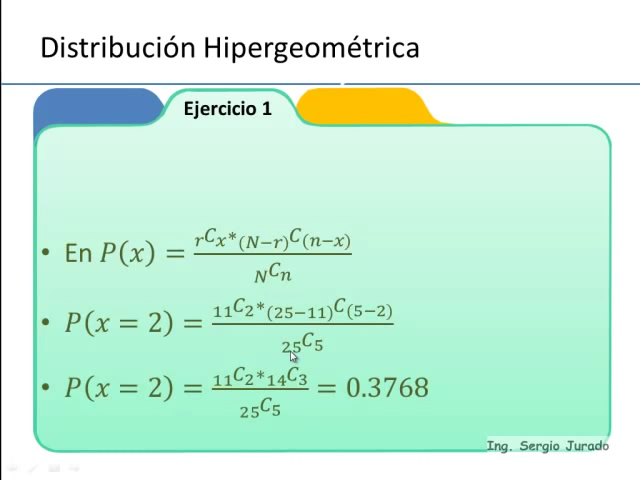 Distribución Hipergeométrica
Ejercicio 1
• En P(x) = rCx*(N−r)C(n−x) / NCn
• P(x = 2) = 11C2*(25−11)C(5−2) / 25C5
• P(x = 2) = 11C2*14C3 / 25C5 = 0.3768
Ing. Sergio Jurado